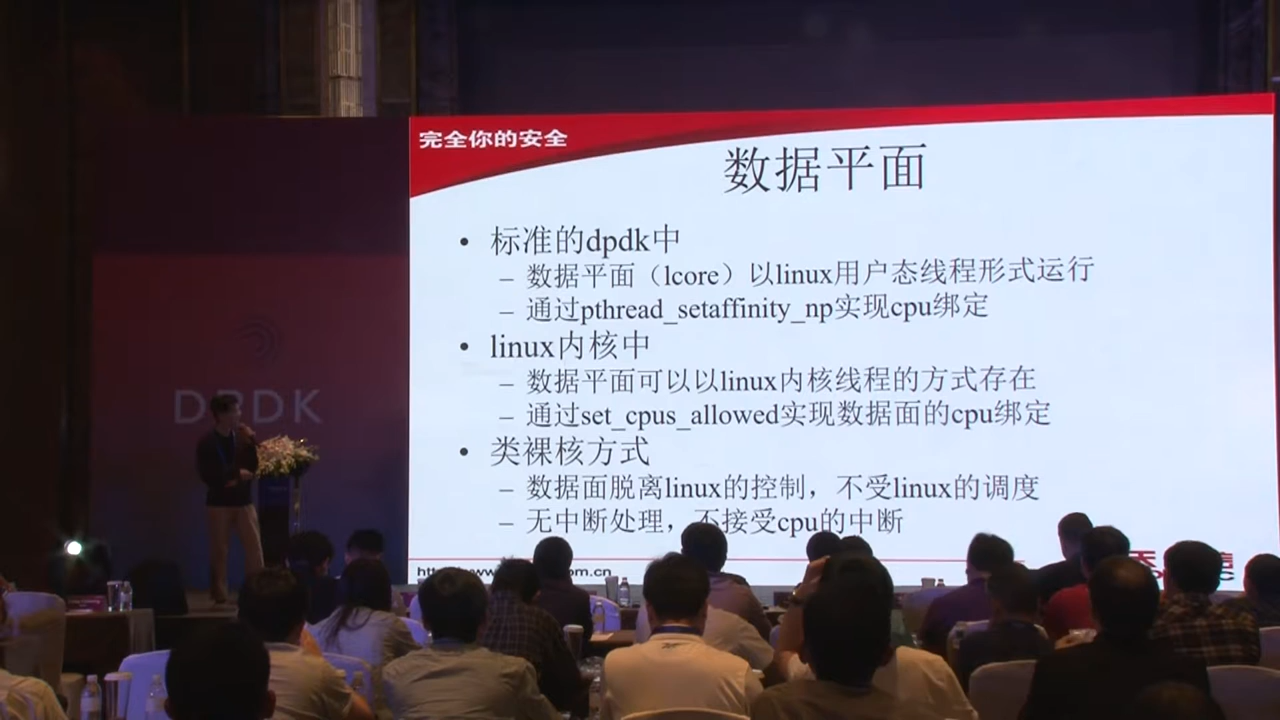 完全你的安全
数据平面
• 标准的dpdk中
– 数据平面（lcore）以linux用户态线程形式运行
– 通过pthread_setaffinity_np实现cpu绑定
• linux内核中
– 数据平面可以以linux内核线程的方式存在
– 通过set_cpus_allowed实现数据面的cpu绑定
• 类裸核方式
– 数据面脱离linux的控制，不受linux的调度
– 无中断处理，不接受cpu的中断
DPDK